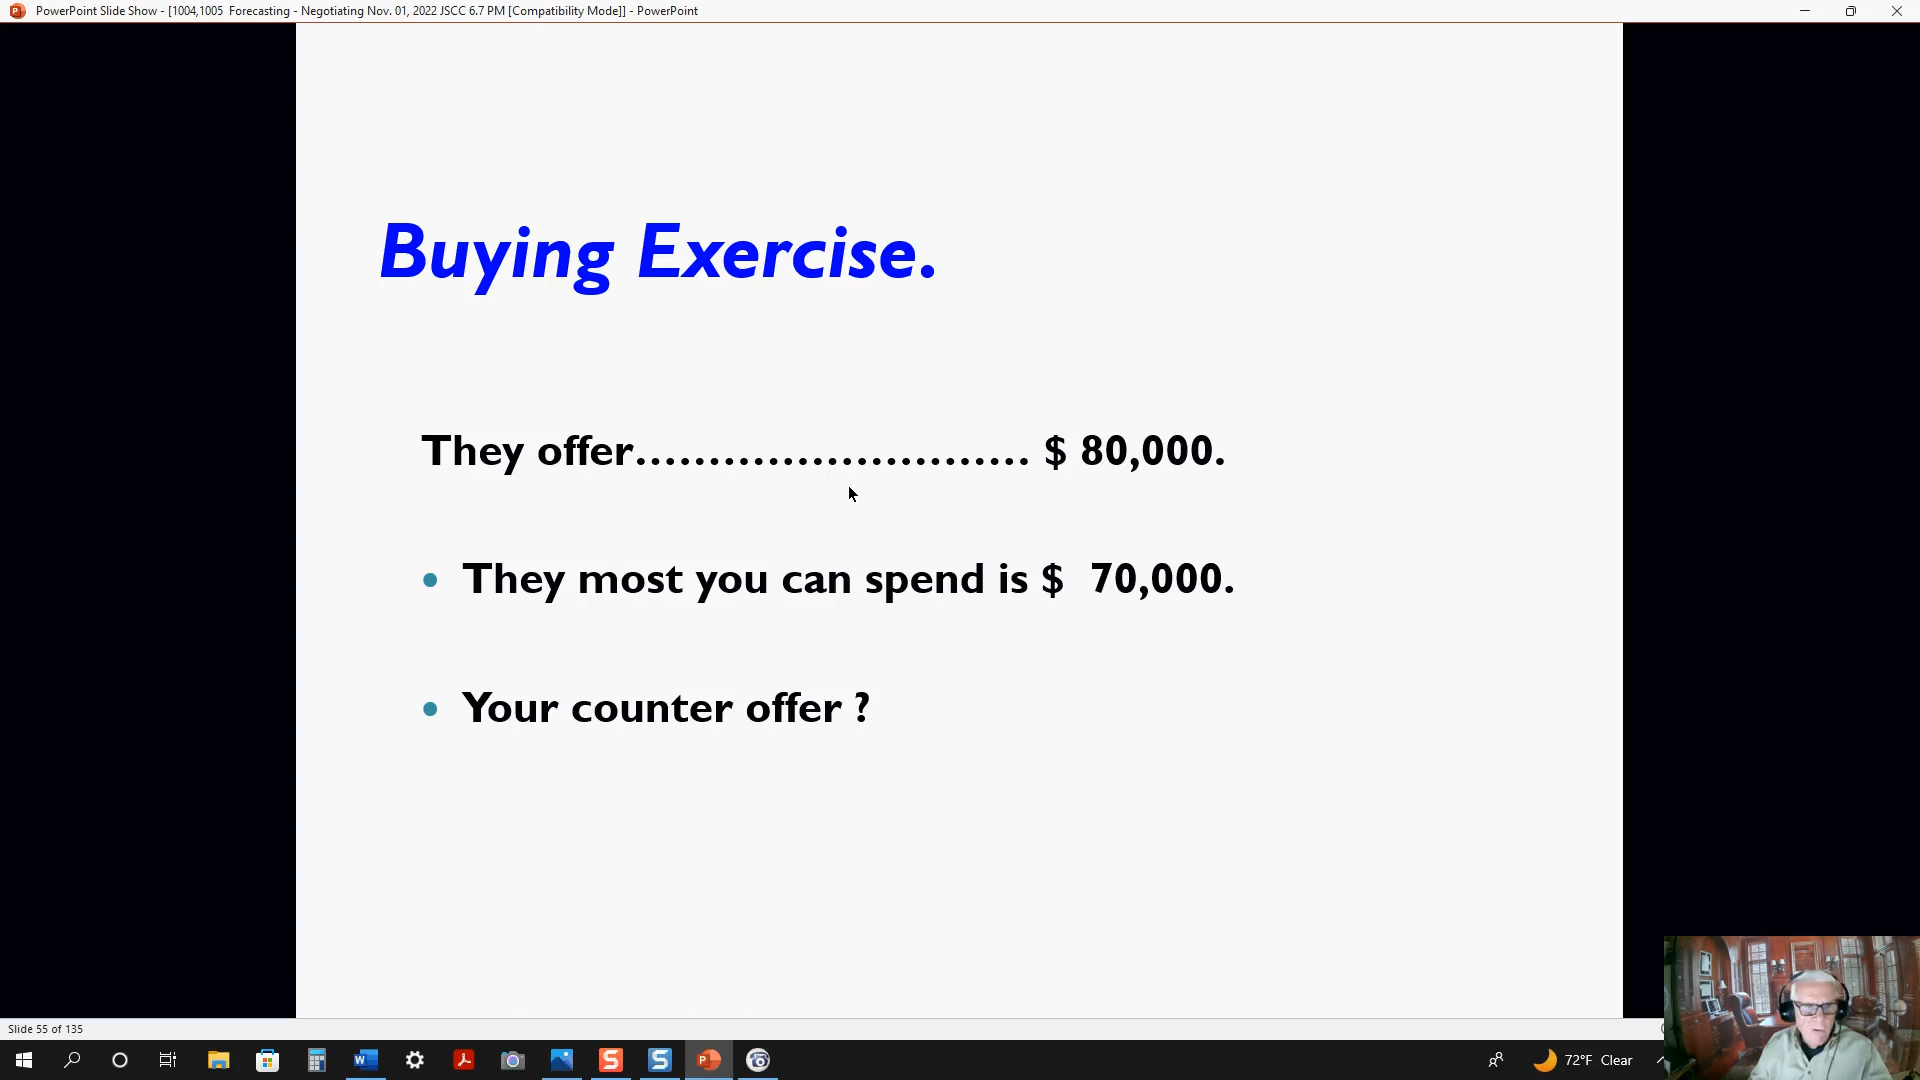 PowerPoint Slide Show - [1004,1005  Forecasting - Negotiating Nov. 01, 2022 JSCC 6.7 PM [Compatibility Mode]] - PowerPoint
Buying Exercise.
They offer........................... $ 80,000.
• They most you can spend is $  70,000.
• Your counter offer ?
Slide 55 of 135
72°F Clear